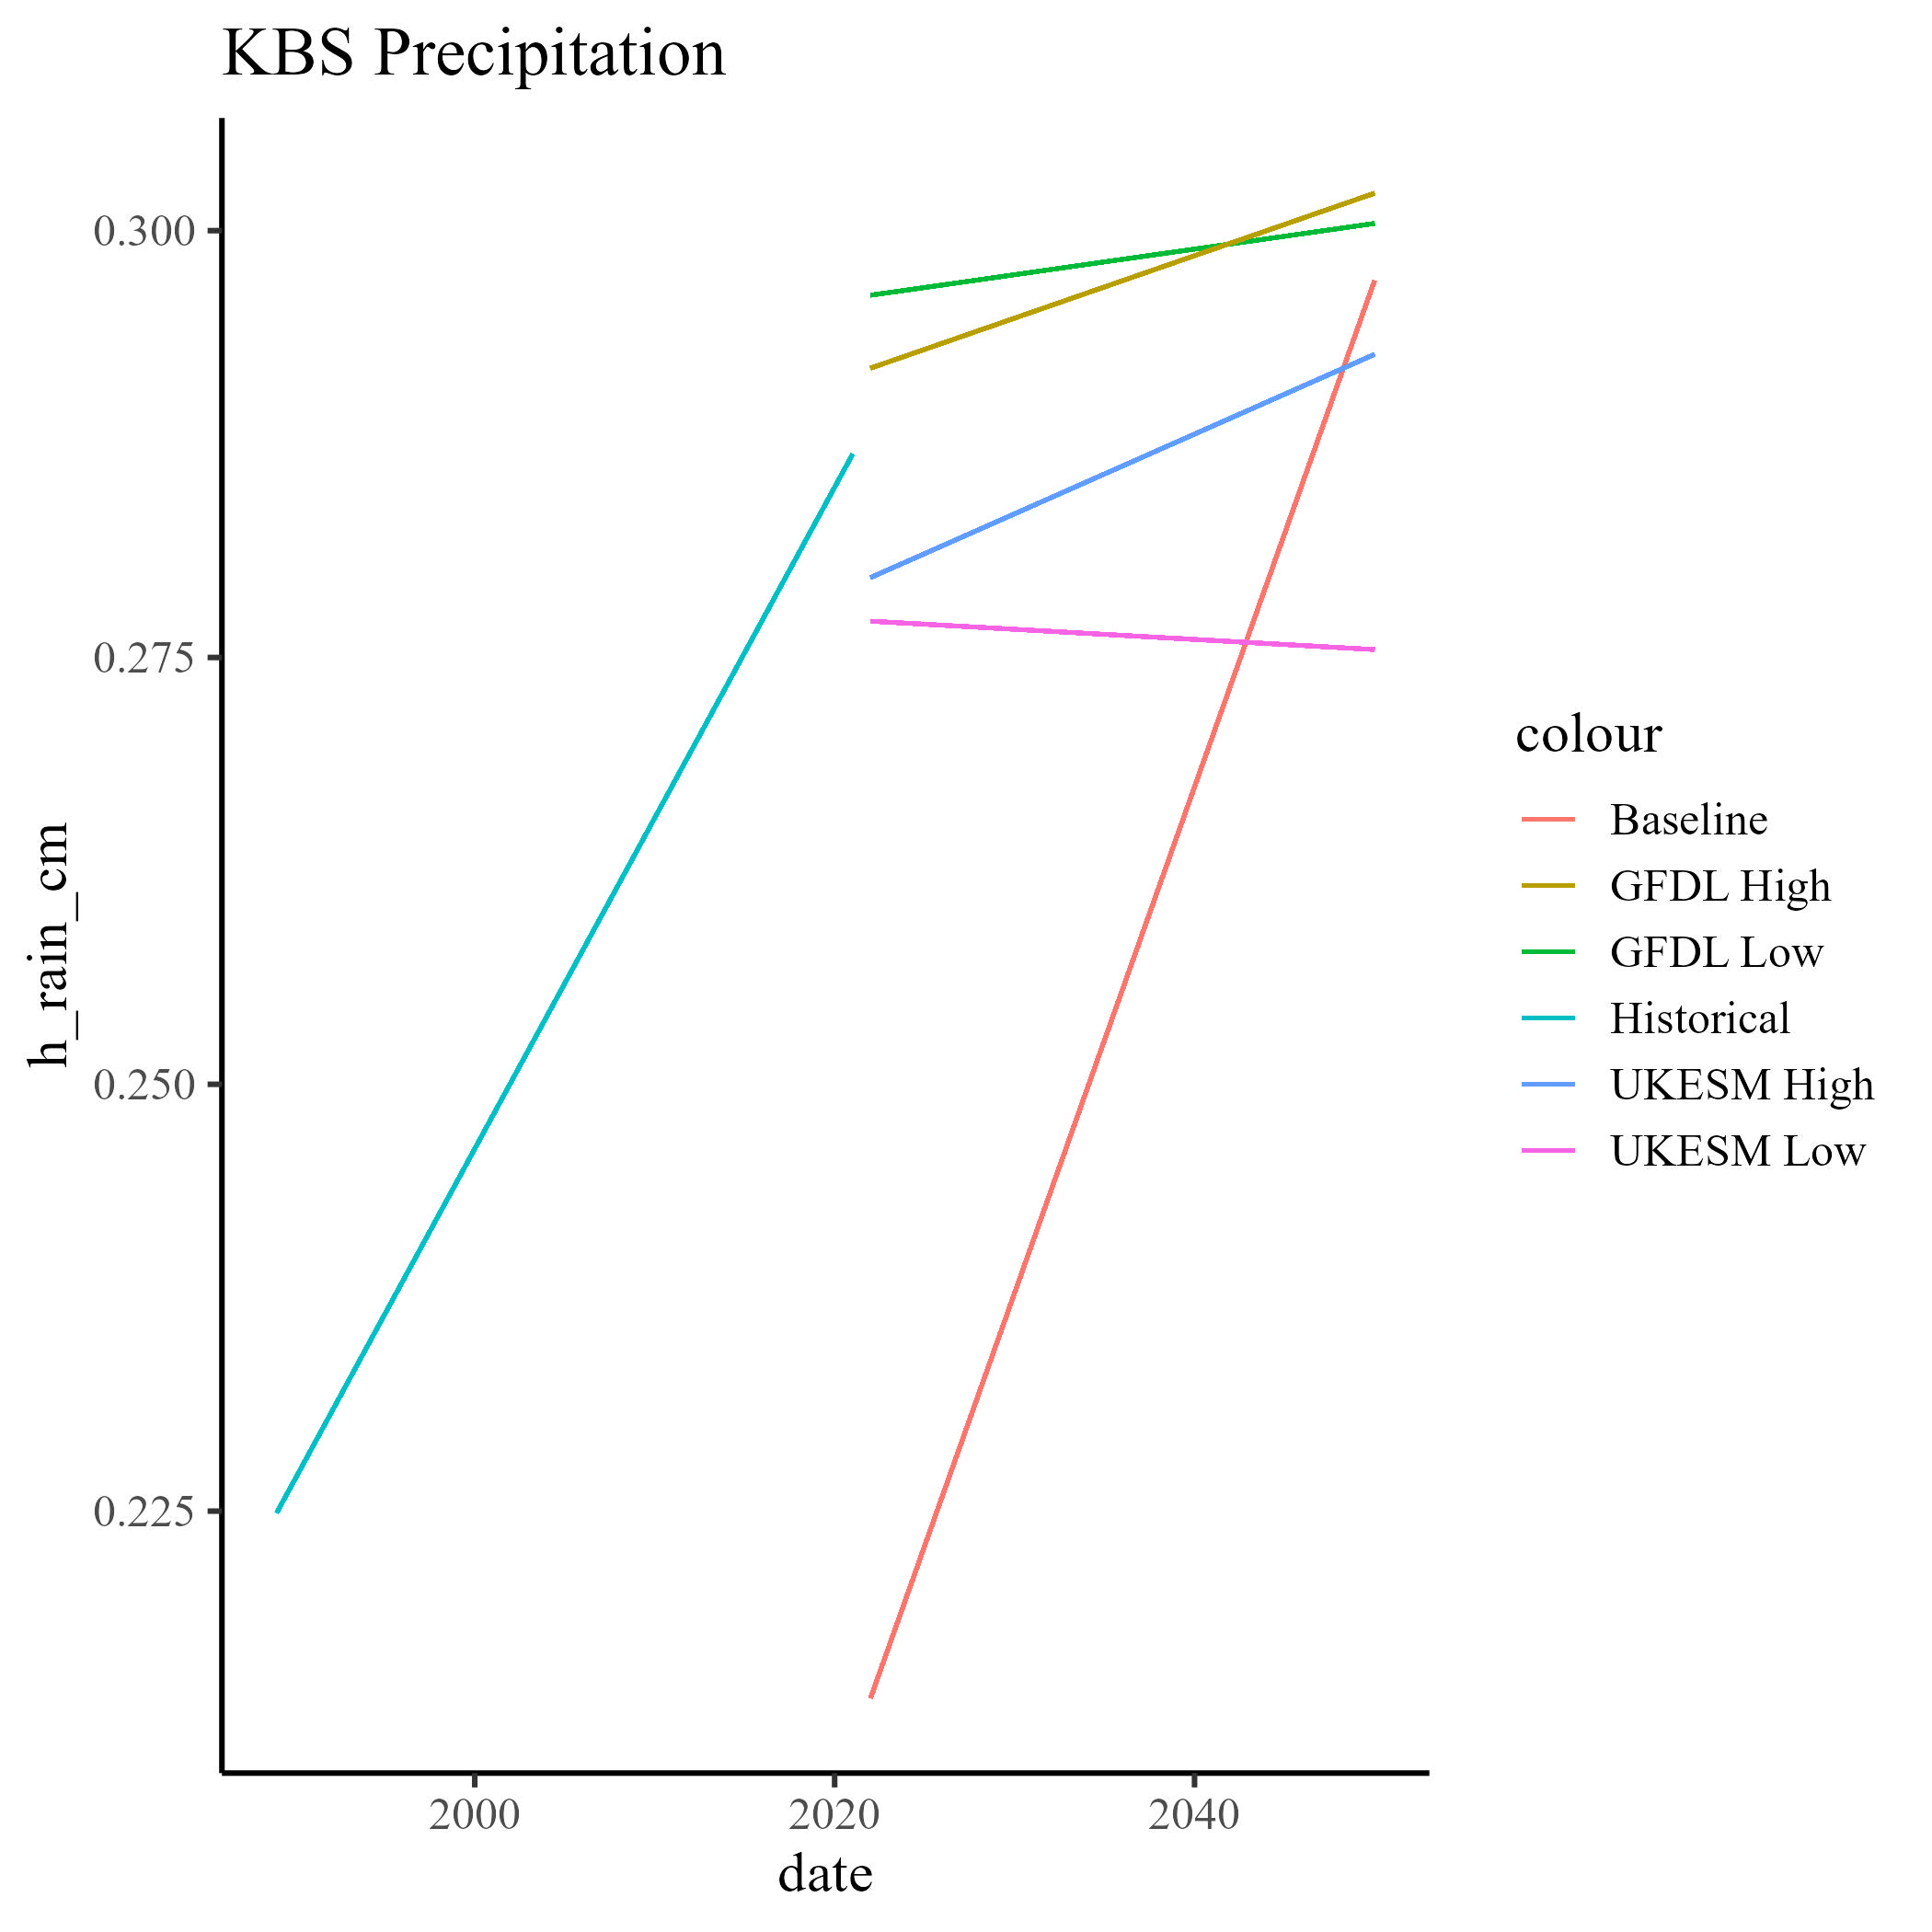 KBS Precipitation
0.300
0.275
0.250
0.225
h_rain_cm
2000 2020 2040
date
colour
Baseline
GFDL High
GFDL Low
Historical
UKESM High
UKESM Low